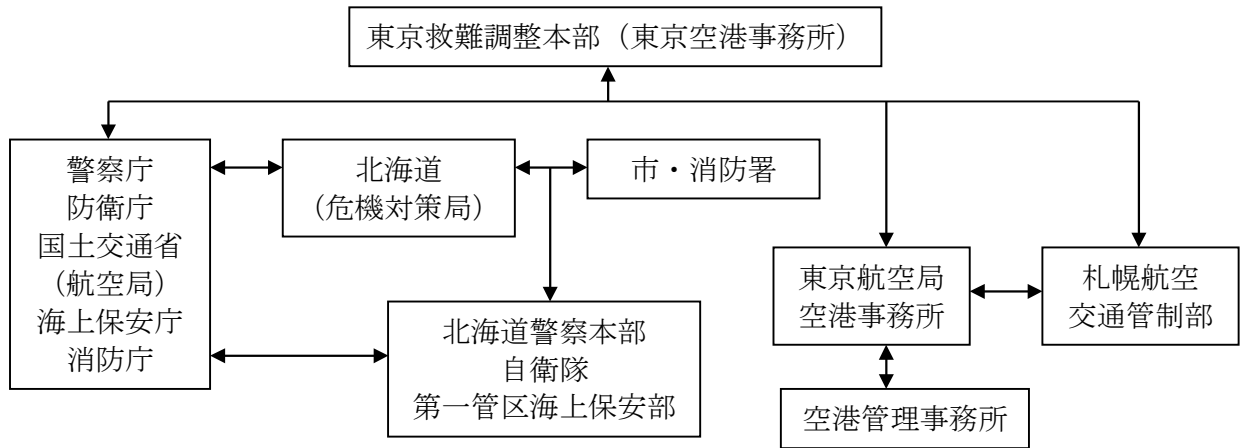 東京救難調整本部（東京空港事務所）
警察庁
防衛庁
国土交通省
（航空局）
海上保安庁
消防庁
北海道
（危機対策局）
市・消防署
北海道警察本部
自衛隊
第一管区海上保安部
東京航空局
空港事務所
札幌航空
交通管制部
空港管理事務所